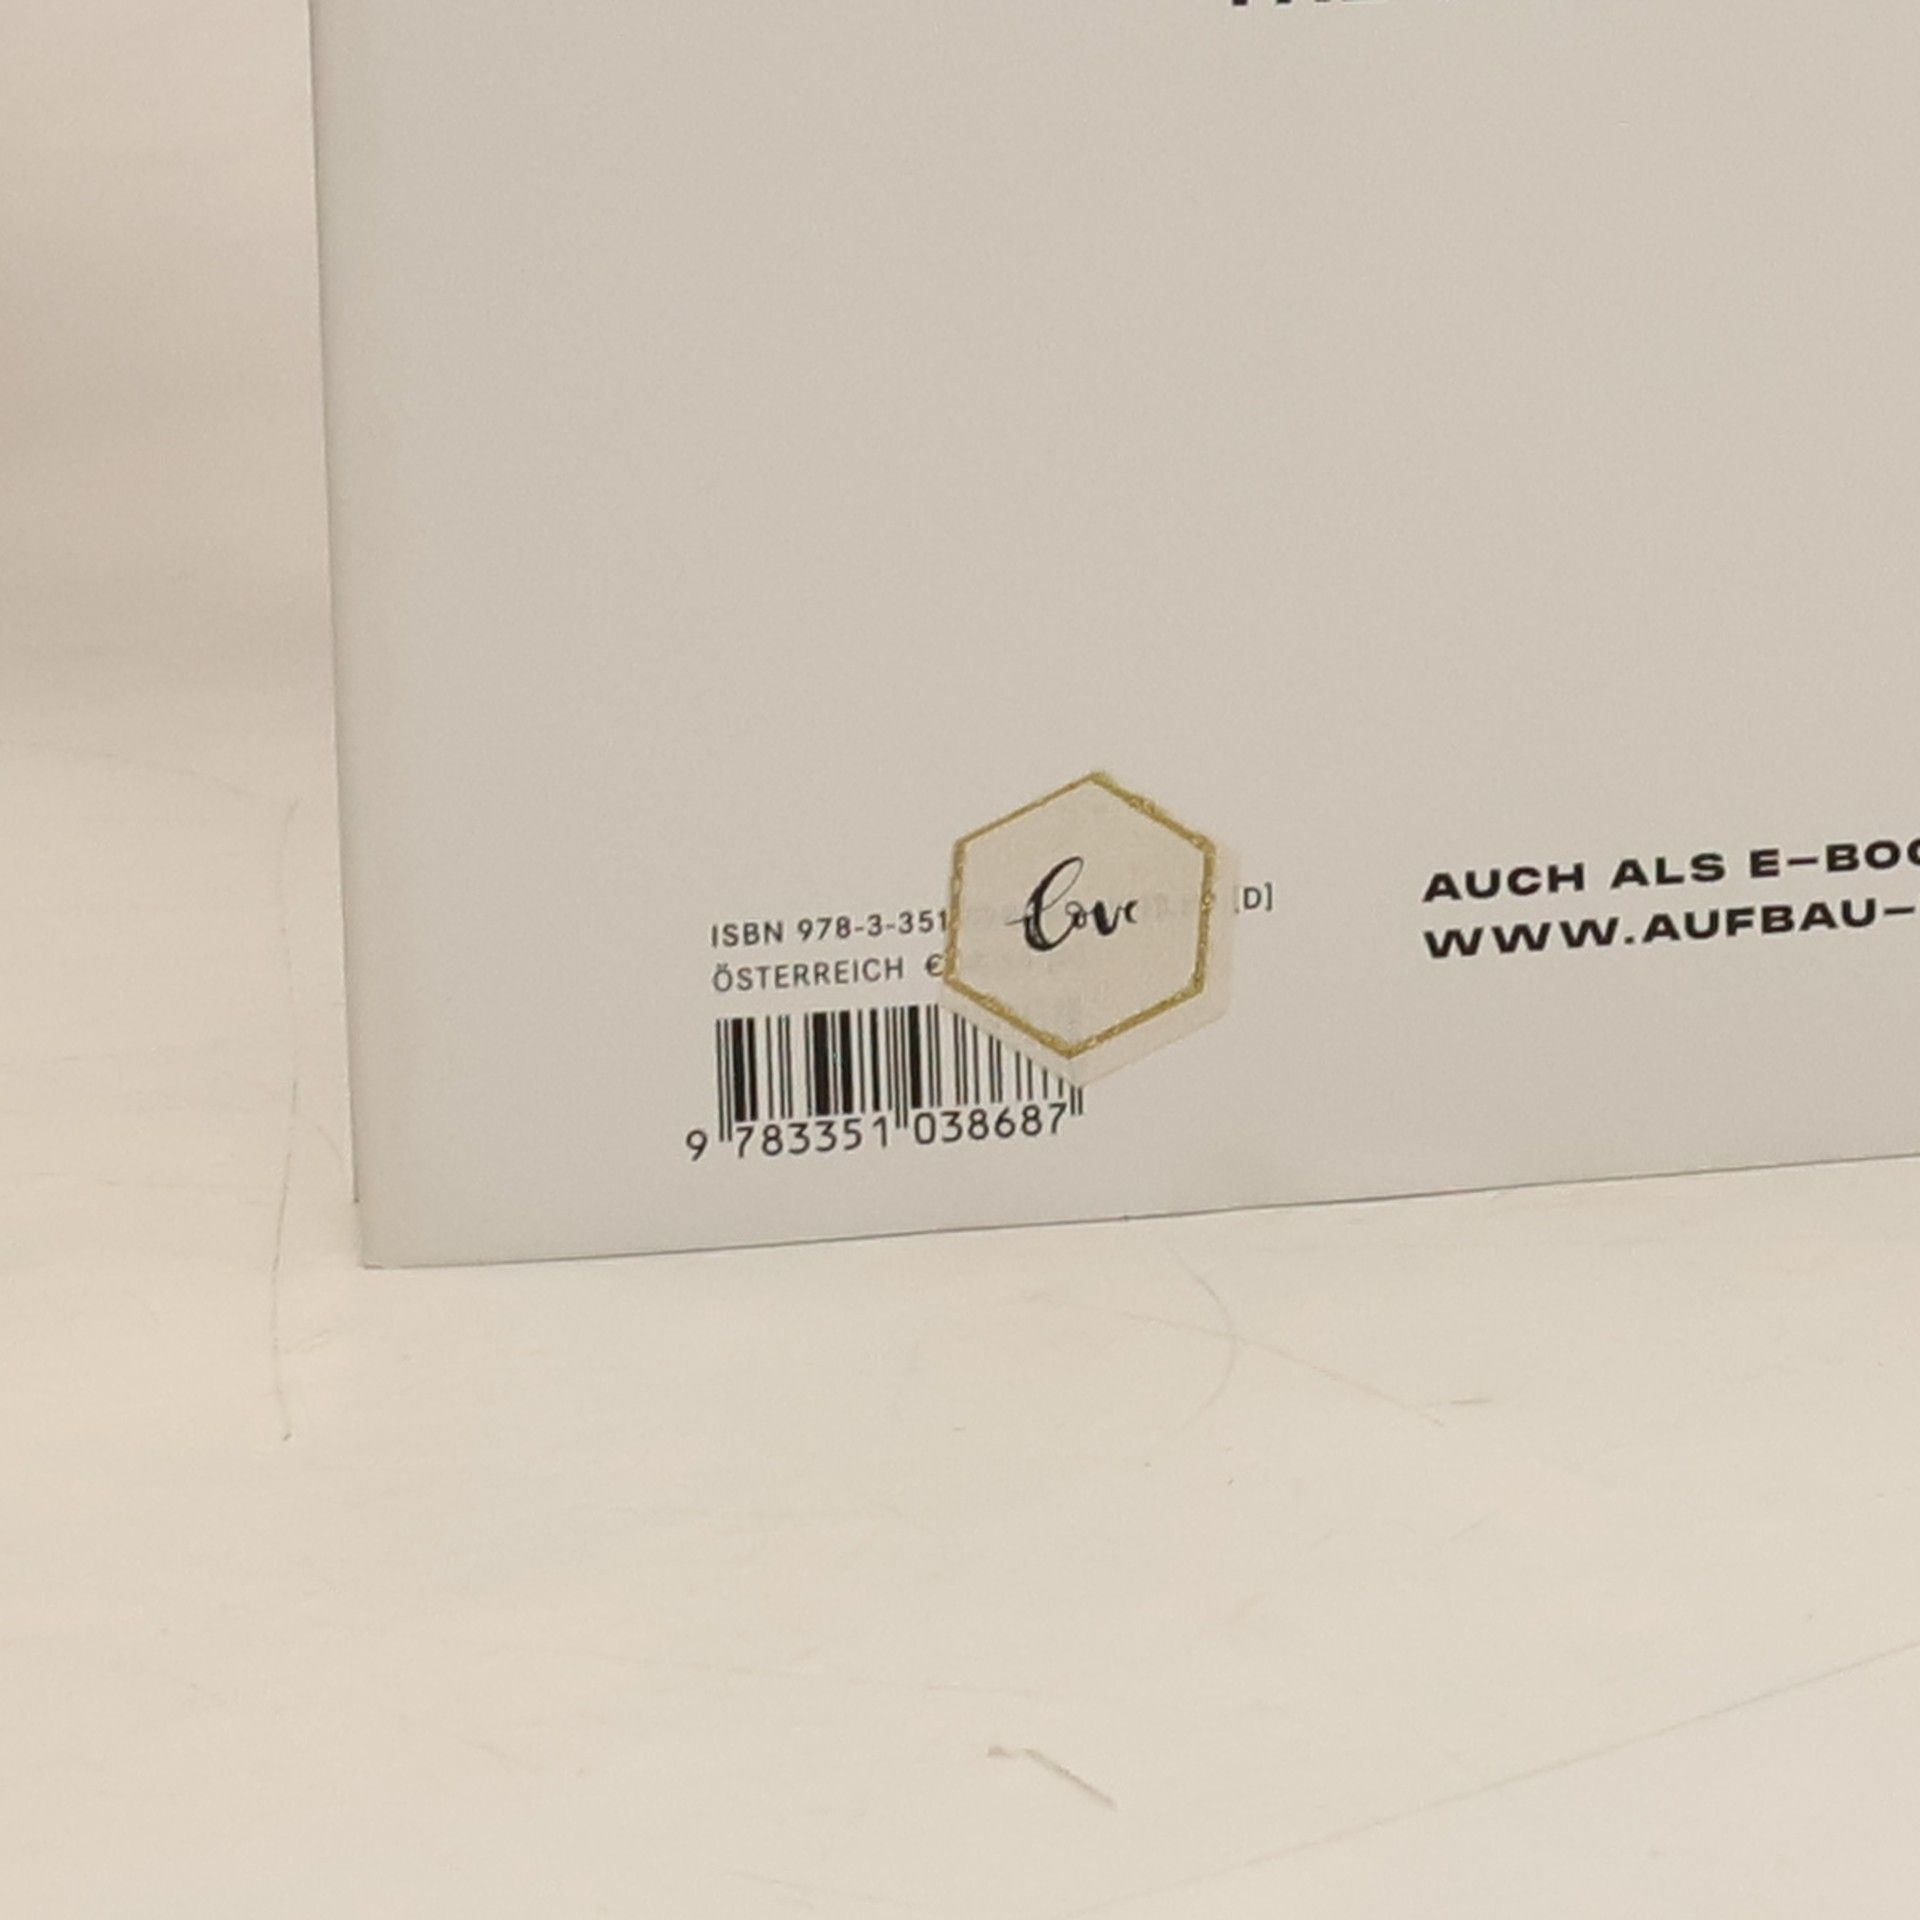 ISBN 978-3-351
[D]
ÖSTERREICH €
love
9 783351 038687
AUCH ALS E–BOO
WWW.AUFBAU–